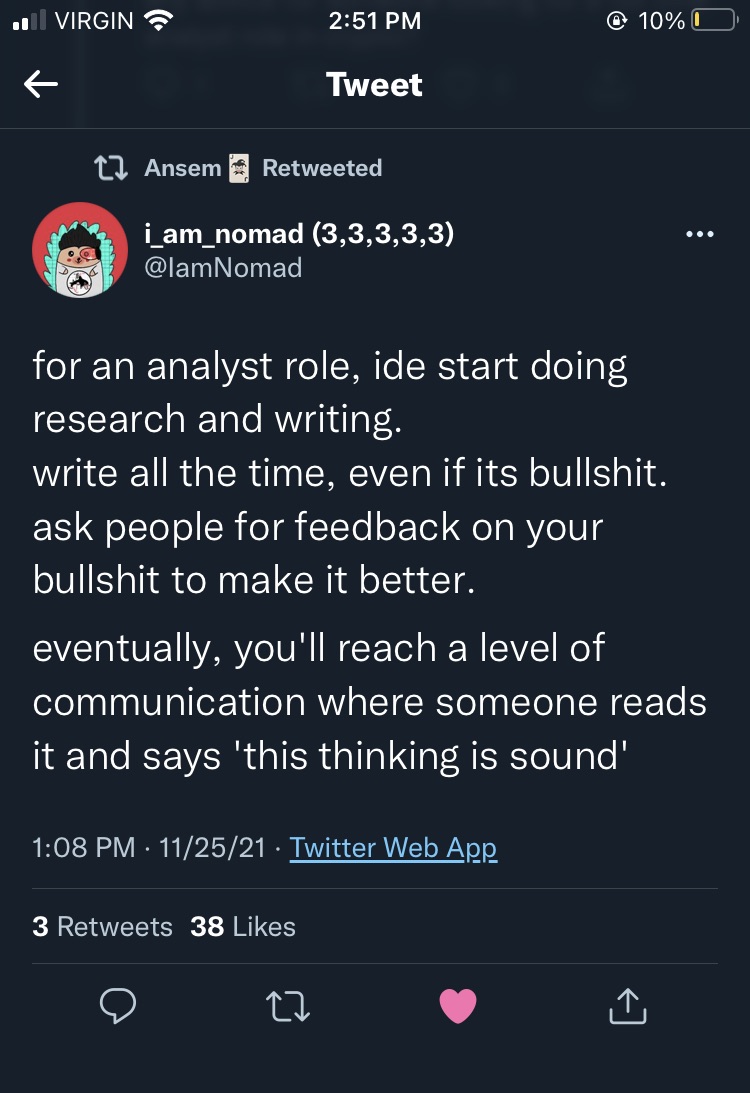 VIRGIN 2:51 PM 10%
Tweet
Ansem Retweeted
i_am_nomad (3,3,3,3,3)
@IamNomad
for an analyst role, ide start doing
research and writing.
write all the time, even if its bullshit.
ask people for feedback on your
bullshit to make it better.
eventually, you'll reach a level of
communication where someone reads
it and says 'this thinking is sound'
1:08 PM · 11/25/21 · Twitter Web App
3 Retweets 38 Likes